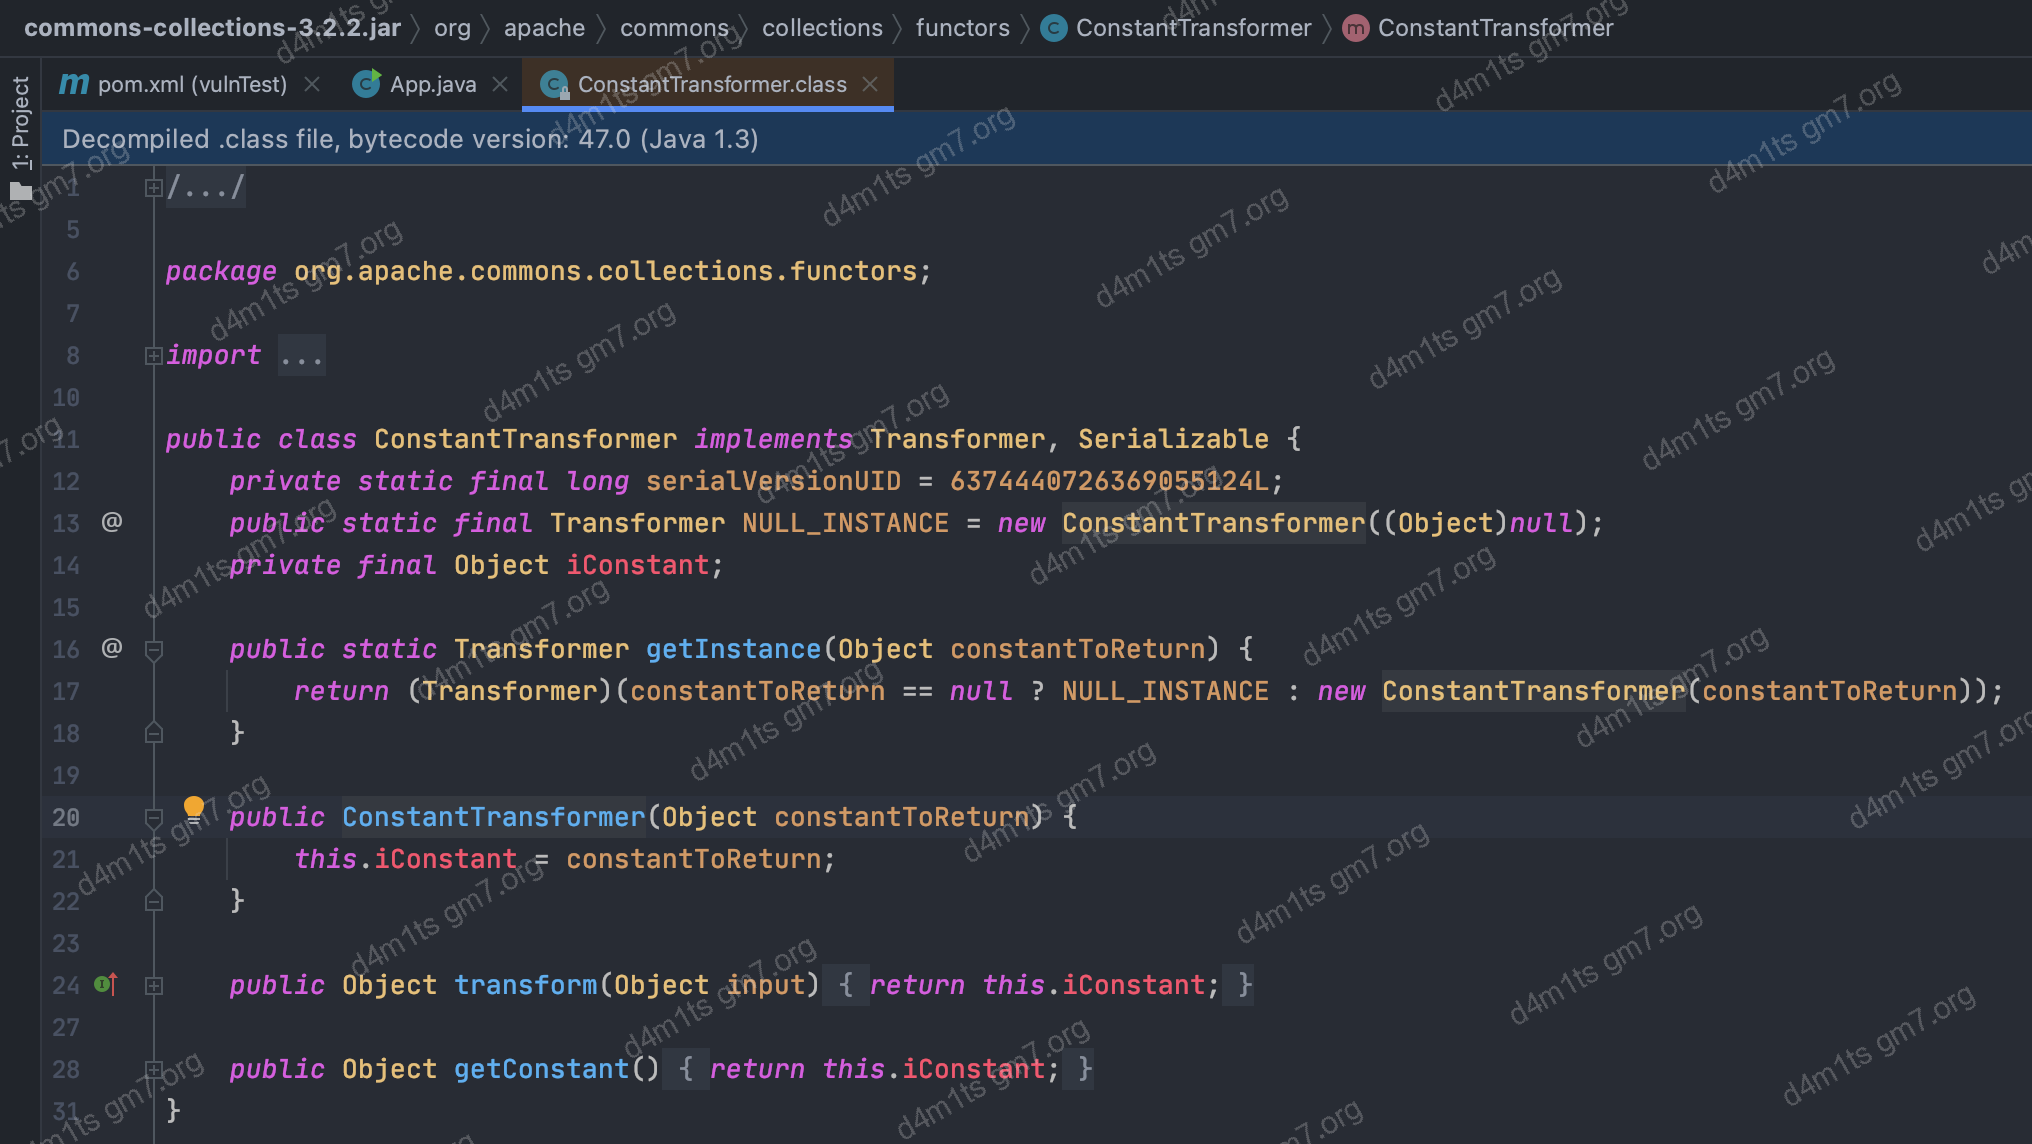 commons-collections-3.2.2.jar org apache commons collections functors ConstantTransformer ConstantTransformer
pom.xml (vulnTest) App.java ConstantTransformer.class
1: Project
Decompiled .class file, bytecode version: 47.0 (Java 1.3)
1 /.../
5
6 package org.apache.commons.collections.functors;
7
8 import ...
10
11 public class ConstantTransformer implements Transformer, Serializable {
12 private static final long serialVersionUID = 6374440726369055124L;
13 @ public static final Transformer NULL_INSTANCE = new ConstantTransformer((Object)null);
14 private final Object iConstant;
15
16 @ public static Transformer getInstance(Object constantToReturn) {
17 return (Transformer)(constantToReturn == null ? NULL_INSTANCE : new ConstantTransformer(constantToReturn));
18 }
19
20 public ConstantTransformer(Object constantToReturn) {
21 this.iConstant = constantToReturn;
22 }
23
24 public Object transform(Object input) { return this.iConstant; }
27
28 public Object getConstant() { return this.iConstant; }
31 }
d4m1ts gm7.org